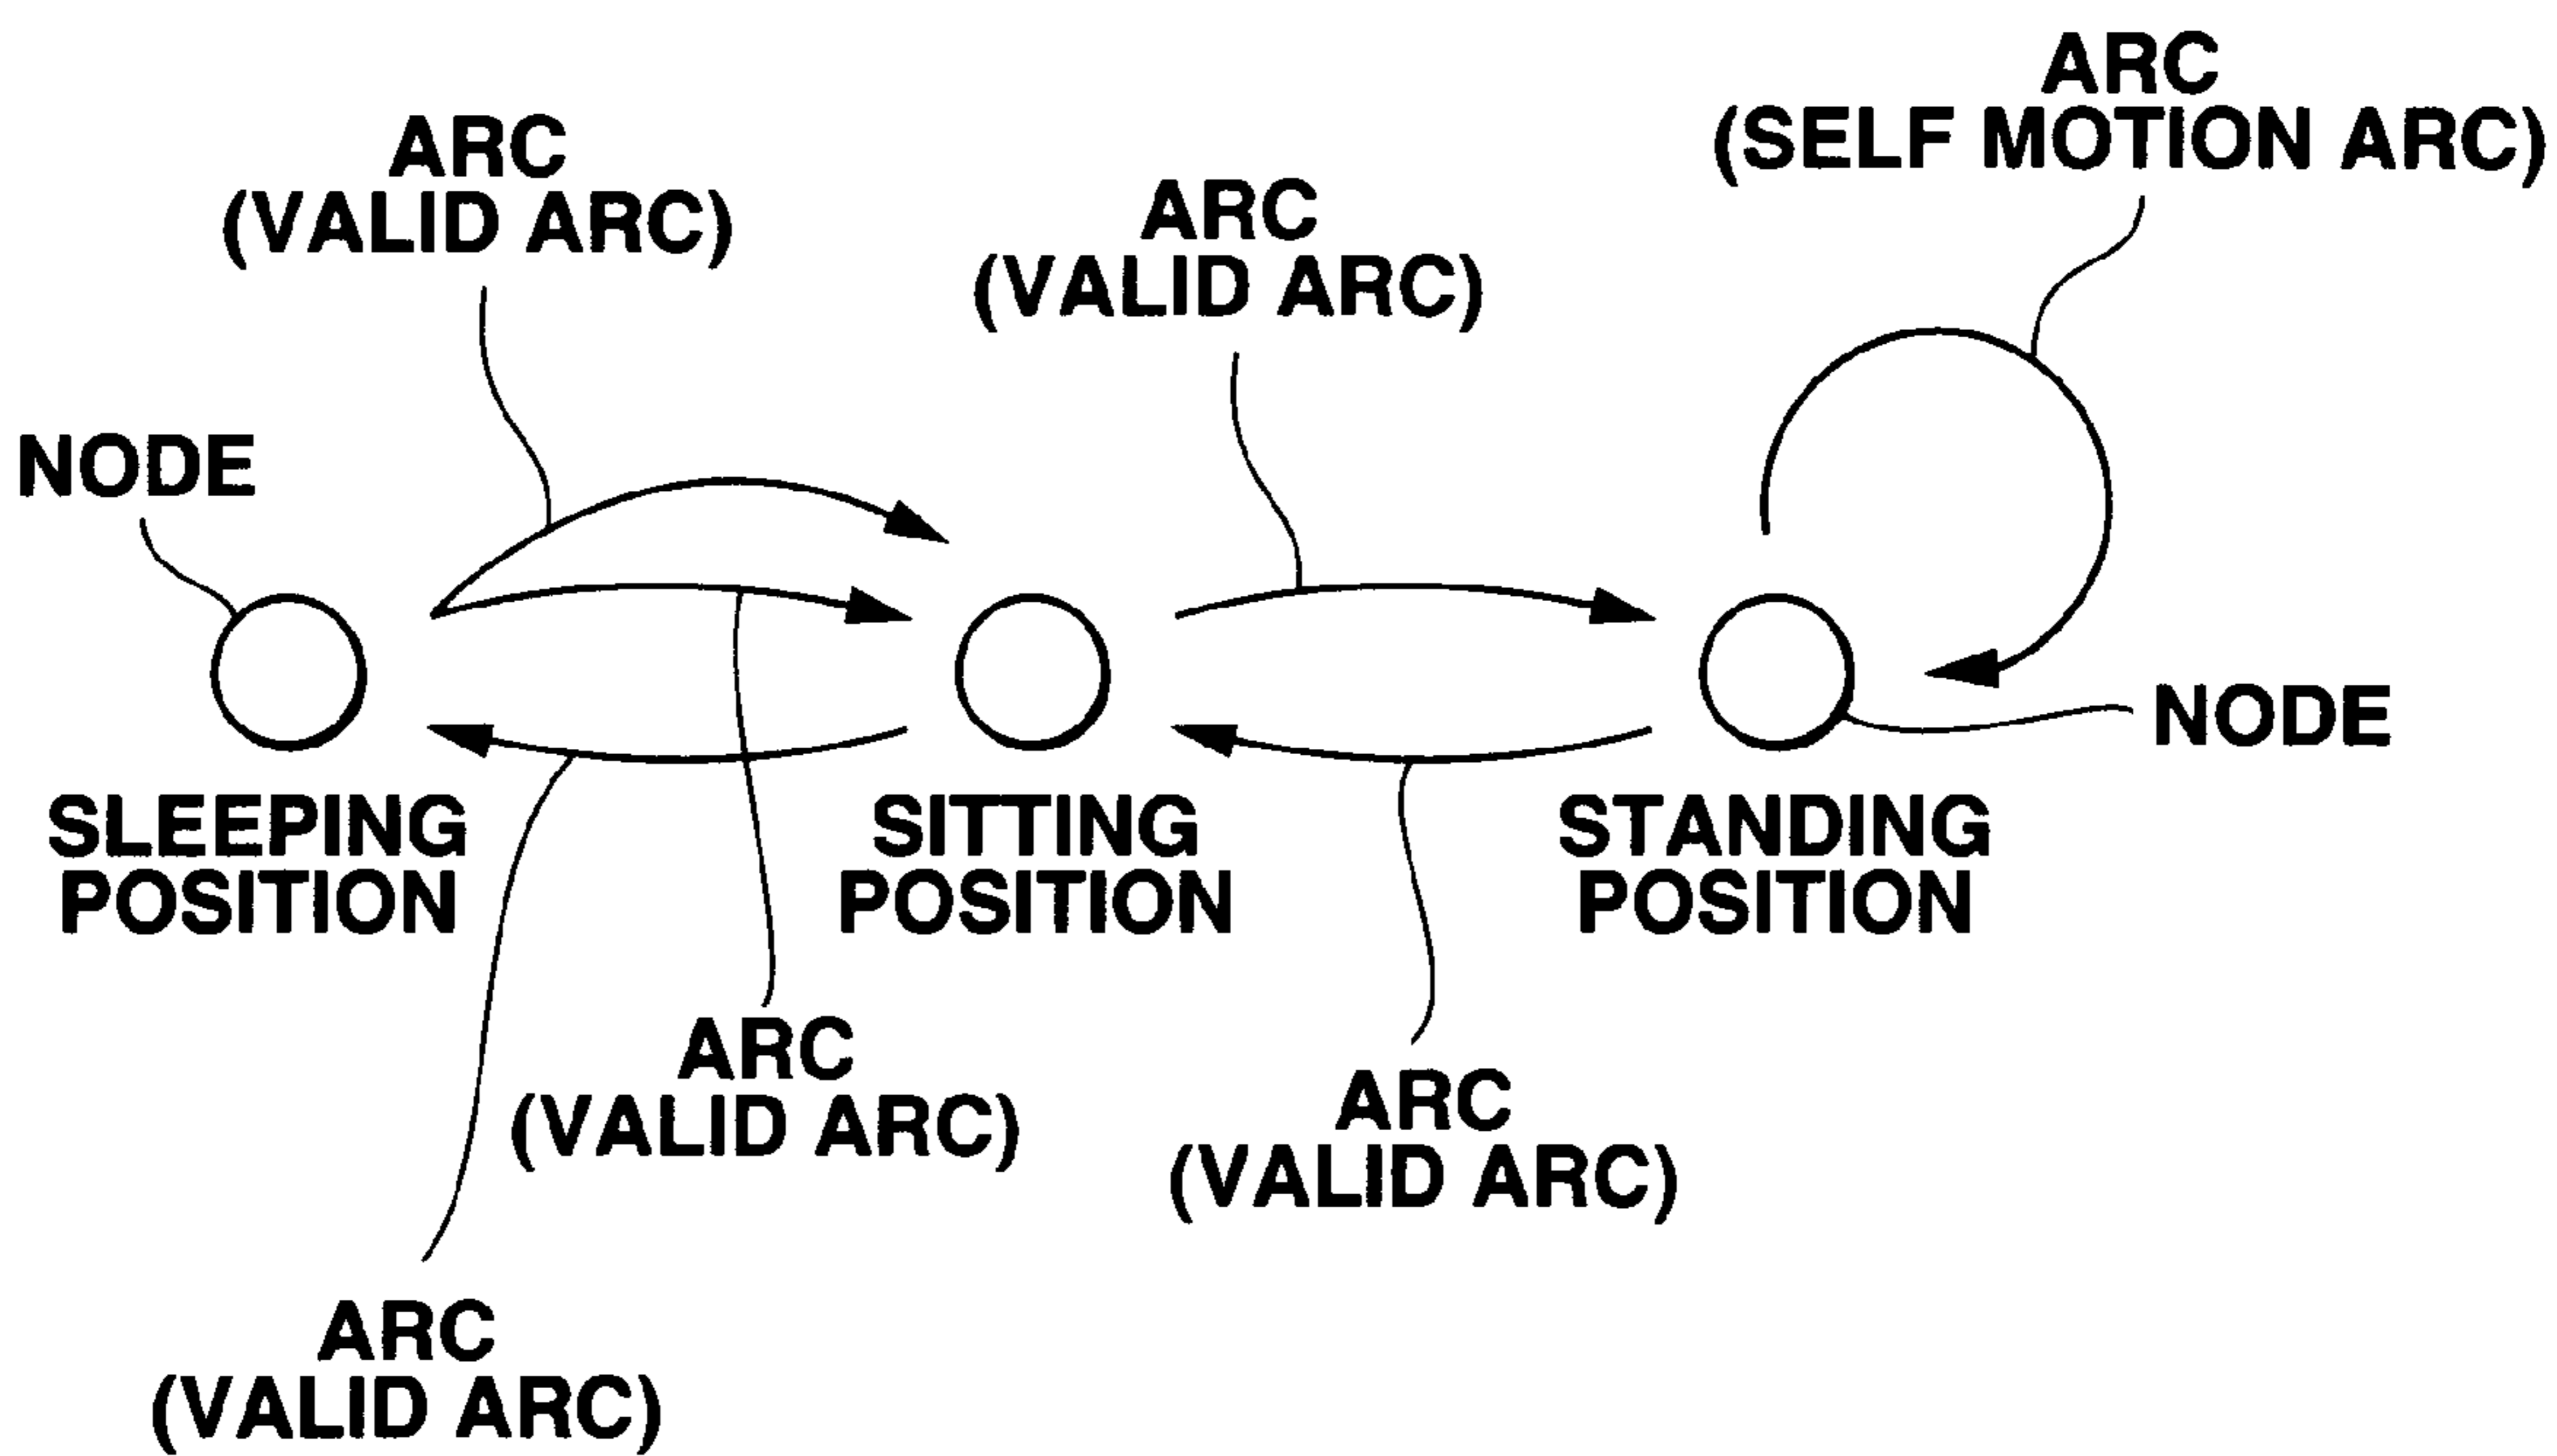 ARC
(SELF MOTION ARC)
ARC
(VALID ARC)
ARC
(VALID ARC)
NODE
NODE
SLEEPING
POSITION
SITTING
POSITION
STANDING
POSITION
ARC
(VALID ARC)
ARC
(VALID ARC)
ARC
(VALID ARC)